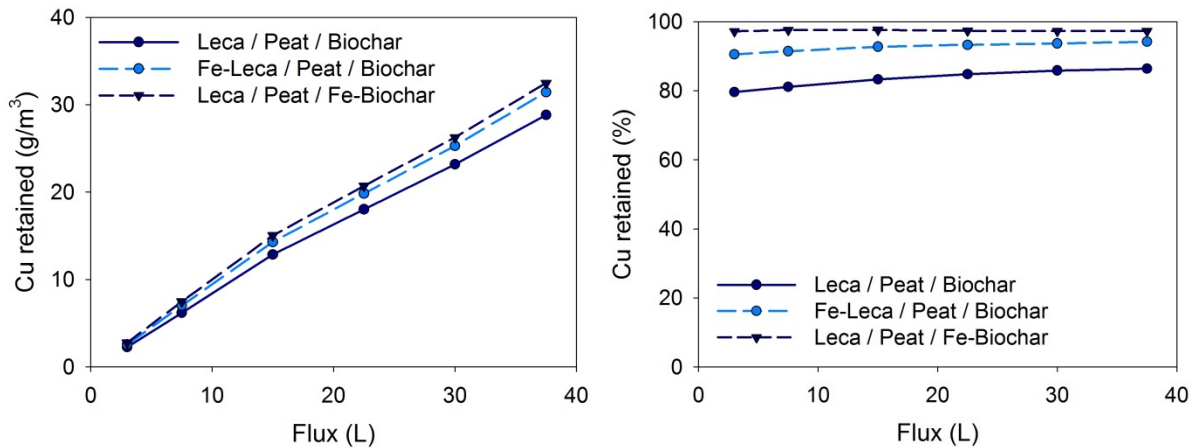 40
30
20
10
0
Cu retained (g/m³)
Leca / Peat / Biochar
Fe-Leca / Peat / Biochar
Leca / Peat / Fe-Biochar
0 10 20 30 40
Flux (L)
100
80
60
40
20
0
Cu retained (%)
Leca / Peat / Biochar
Fe-Leca / Peat / Biochar
Leca / Peat / Fe-Biochar
0 10 20 30 40
Flux (L)